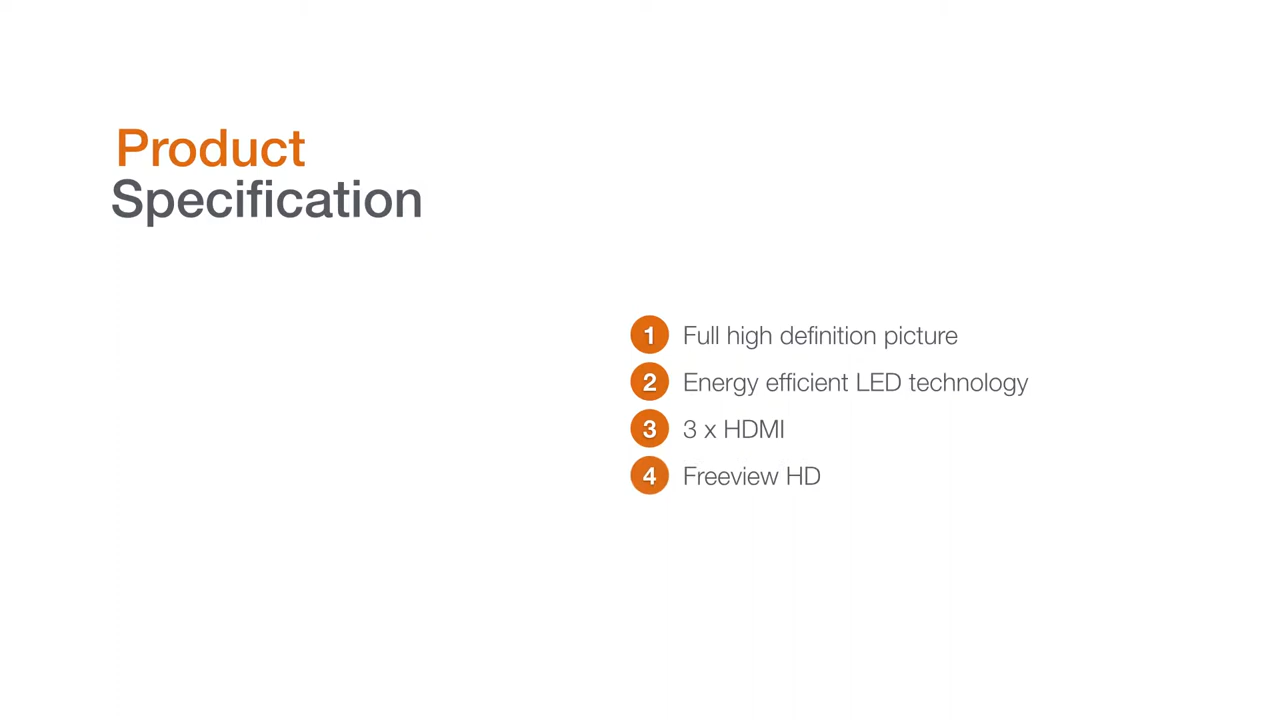 Product
Specification
1 Full high definition picture
2 Energy efficient LED technology
3 3 x HDMI
4 Freeview HD